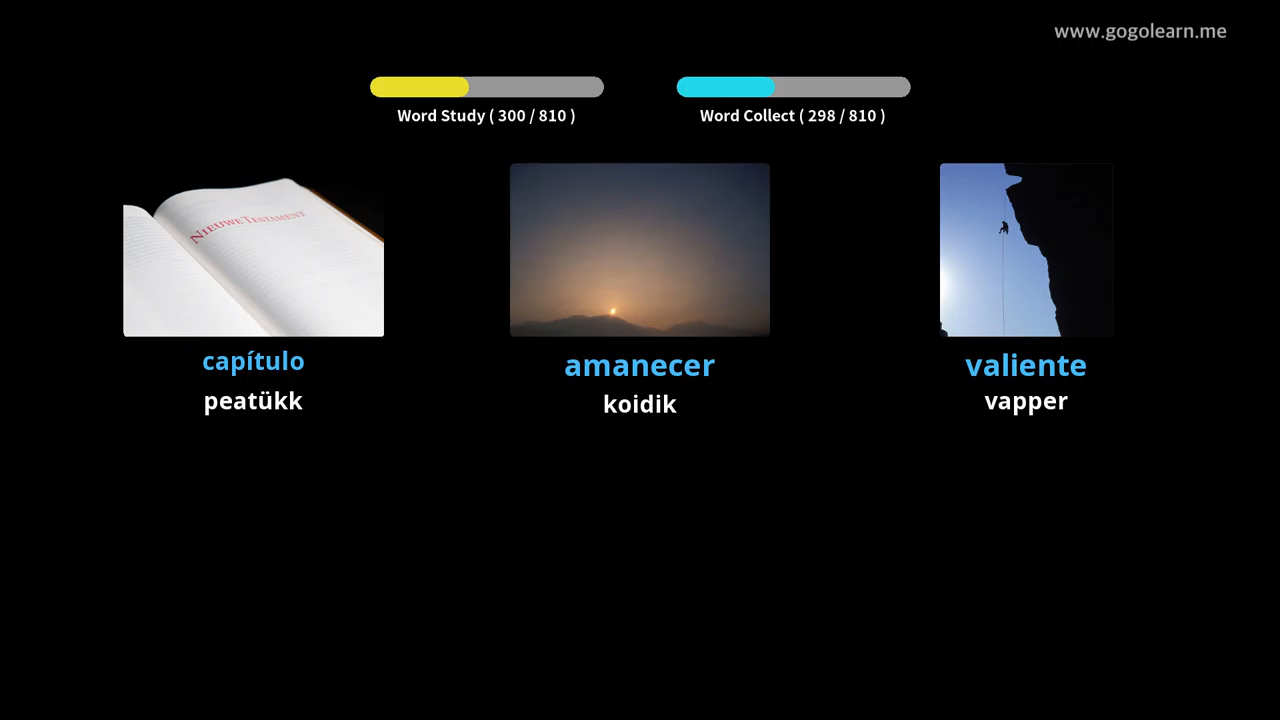 www.gogolearn.me
Word Study ( 300 / 810 )
Word Collect ( 298 / 810 )
NIEUWE TESTAMENT
capítulo
peatükk
amanecer
koidik
valiente
vapper